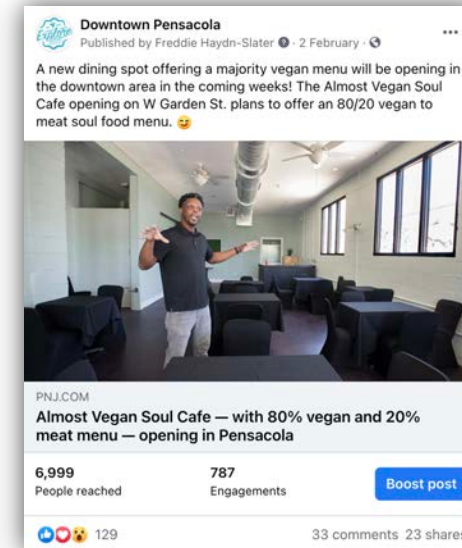 Explore
Downtown Pensacola
Published by Freddie Haydn-Slater · 2 February ·
A new dining spot offering a majority vegan menu will be opening in
the downtown area in the coming weeks! The Almost Vegan Soul
Cafe opening on W Garden St. plans to offer an 80/20 vegan to
meat soul food menu. 😋
PNJ.COM
Almost Vegan Soul Cafe — with 80% vegan and 20%
meat menu — opening in Pensacola
6,999
People reached
787
Engagements
Boost post
129
33 comments 23 shares